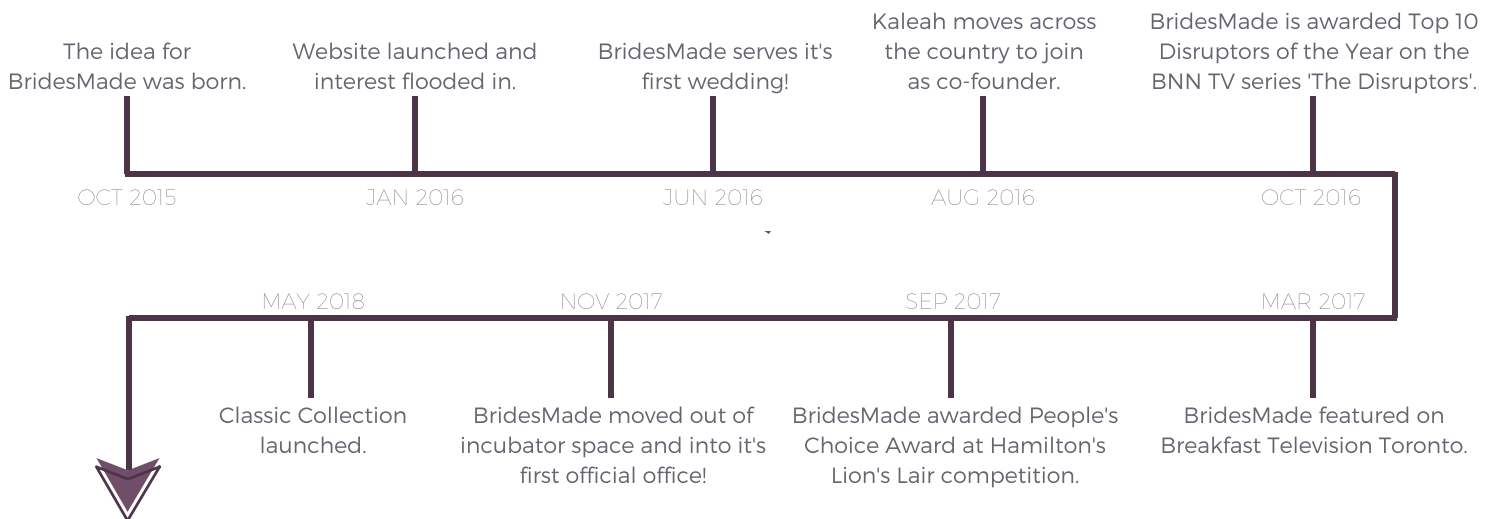 The idea for
BridesMade was born.
OCT 2015
Website launched and
interest flooded in.
JAN 2016
BridesMade serves it's
first wedding!
JUN 2016
Kaleah moves across
the country to join
as co-founder.
AUG 2016
BridesMade is awarded Top 10
Disruptors of the Year on the
BNN TV series 'The Disruptors'.
OCT 2016
MAR 2017
BridesMade featured on
Breakfast Television Toronto.
SEP 2017
BridesMade awarded People's
Choice Award at Hamilton's
Lion's Lair competition.
NOV 2017
BridesMade moved out of
incubator space and into it's
first official office!
MAY 2018
Classic Collection
launched.